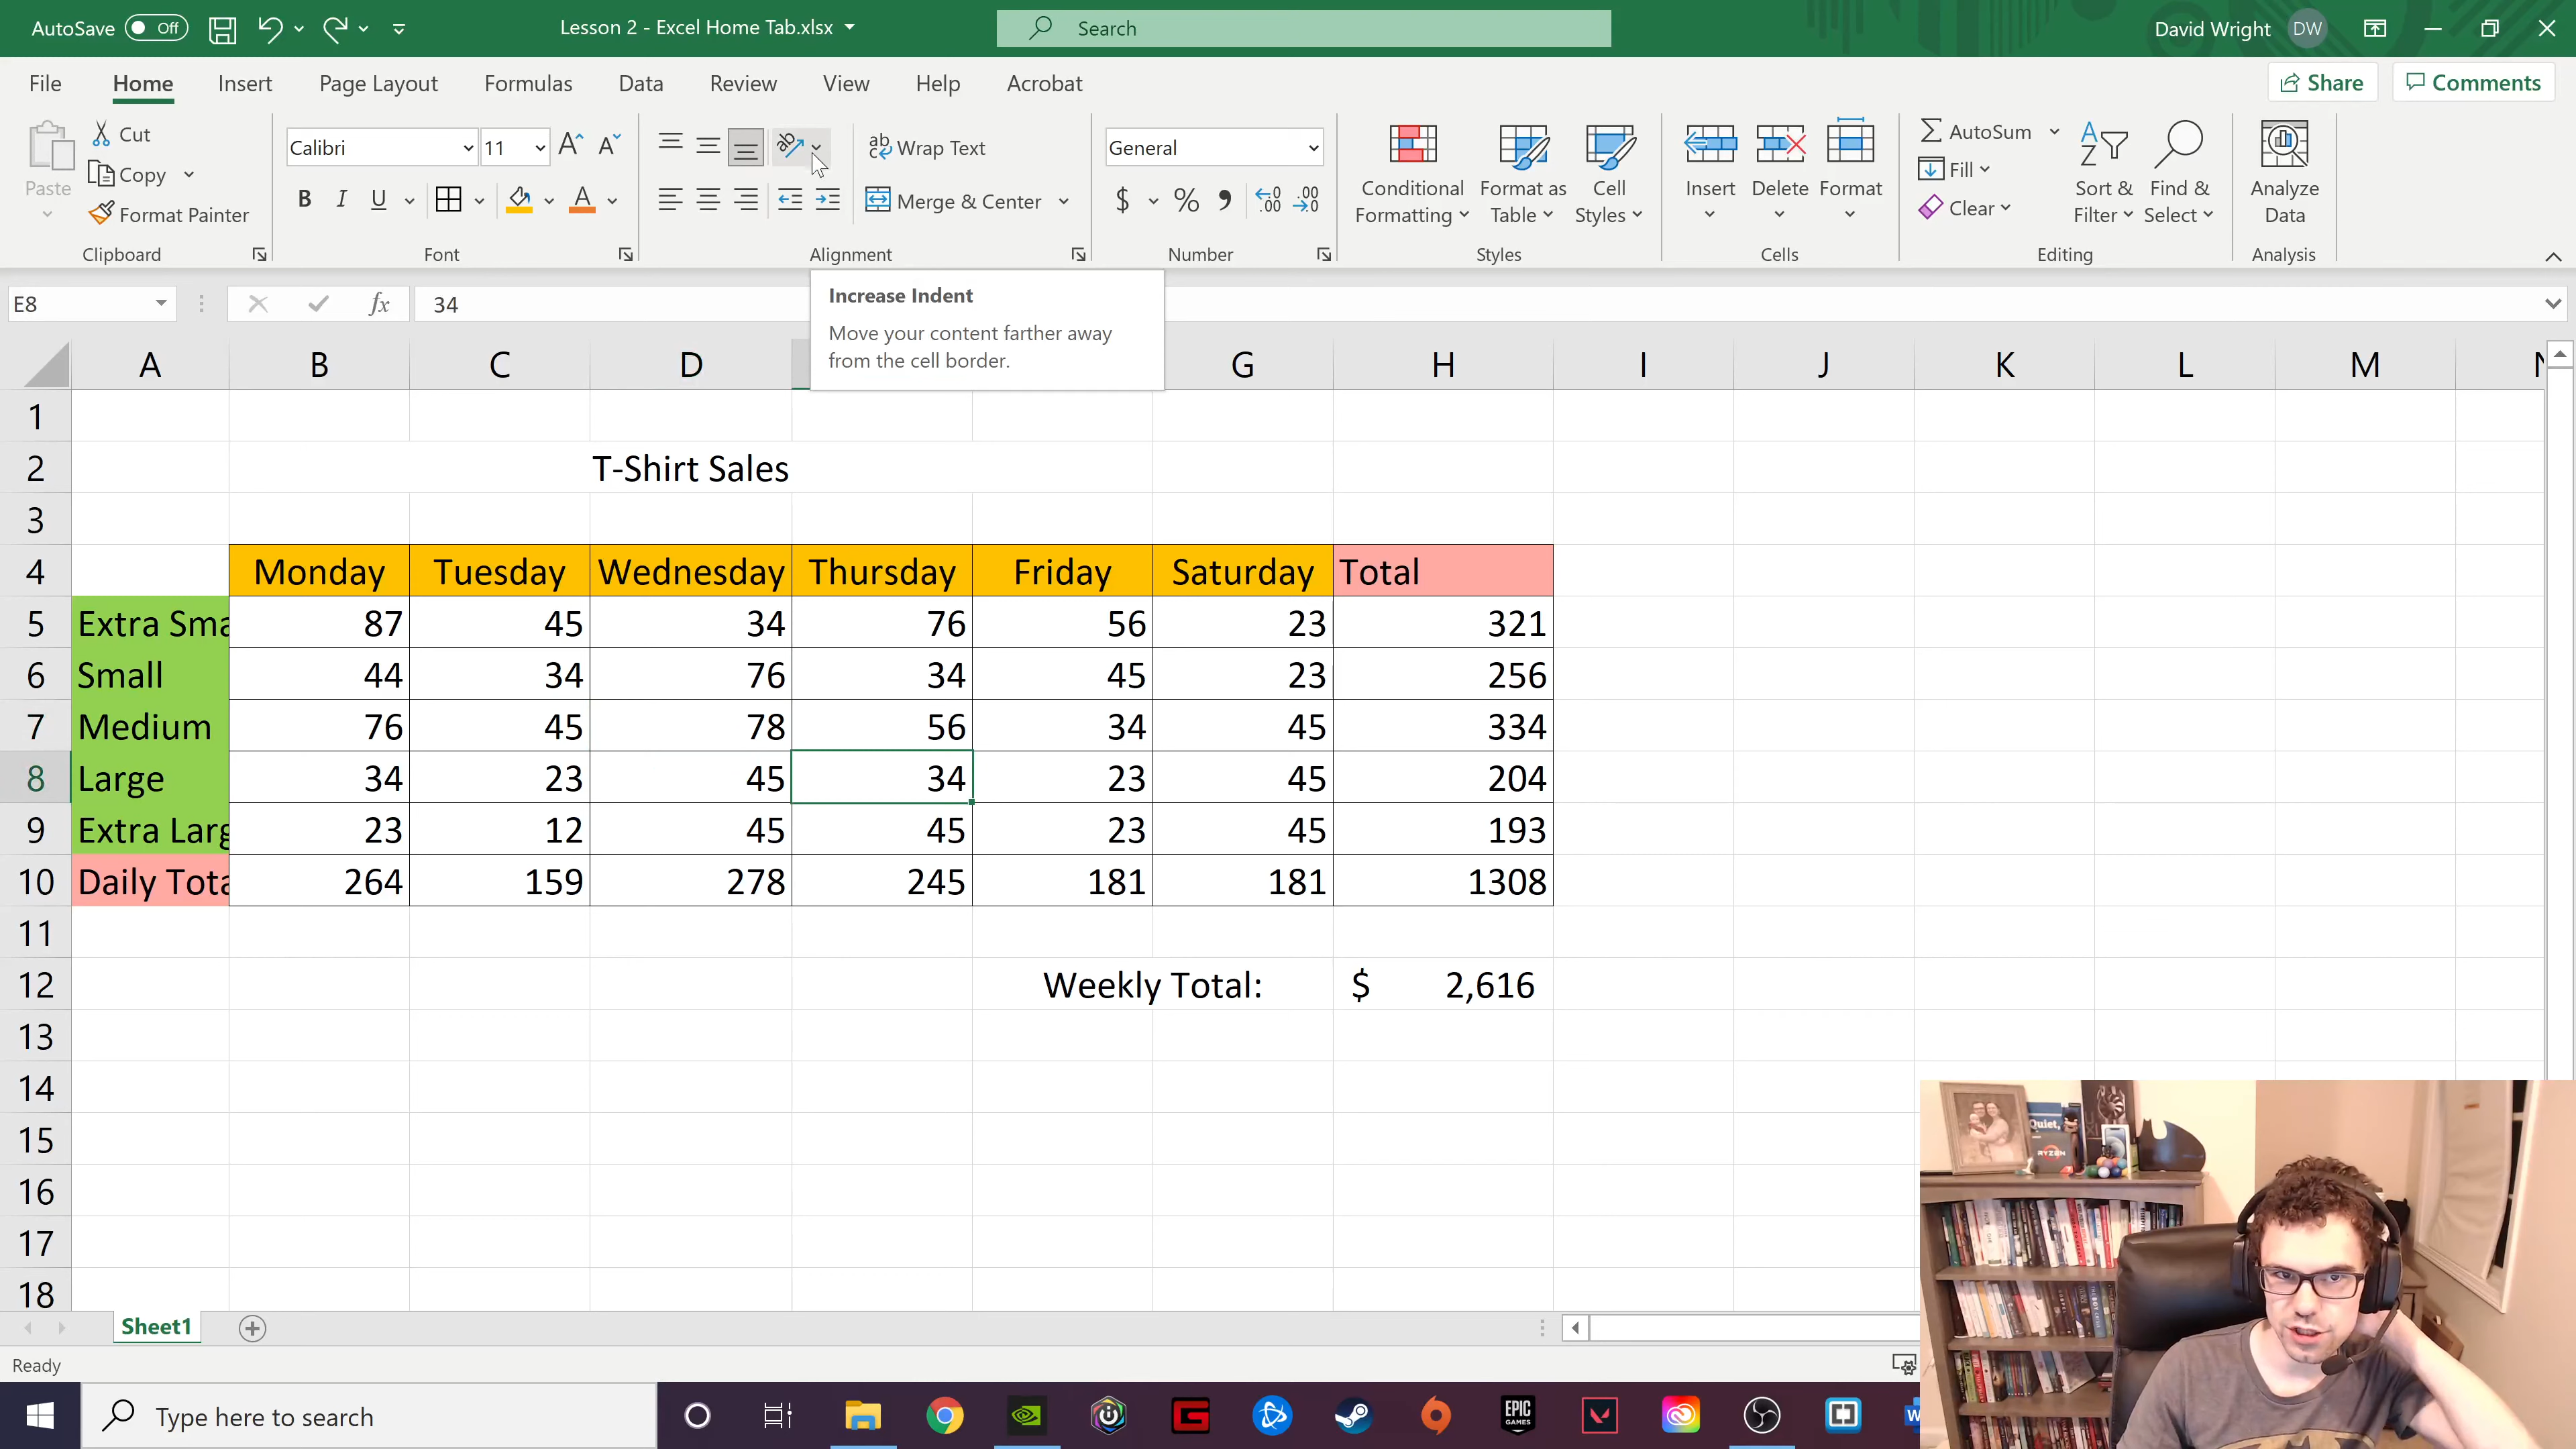 AutoSave Off Lesson 2 - Excel Home Tab.xlsx Search David Wright DW
File Home Insert Page Layout Formulas Data Review View Help Acrobat Share Comments
Cut
Copy
Format Painter
Paste
Clipboard
Calibri 11
B I U A
Font
ab Wrap Text
Merge & Center
Alignment
General
$ % ,
Number
Conditional Formatting
Format as Table
Cell Styles
Styles
Insert Delete Format
Cells
AutoSum
Fill
Clear
Sort & Filter
Find & Select
Editing
Analyze Data
Analysis
E8 fx 34
Increase Indent
Move your content farther away
from the cell border.
A B C D G H I J K L M
1
2 T-Shirt Sales
3
4 Monday Tuesday Wednesday Thursday Friday Saturday Total
5 Extra Sma 87 45 34 76 56 23 321
6 Small 44 34 76 34 45 23 256
7 Medium 76 45 78 56 34 45 334
8 Large 34 23 45 34 23 45 204
9 Extra Larg 23 12 45 45 23 45 193
10 Daily Tota 264 159 278 245 181 181 1308
11
12 Weekly Total: $ 2,616
13
14
15
16
17
18
Quiet,
RYZEN
Sheet1
Ready
Type here to search
EPIC
GAMES